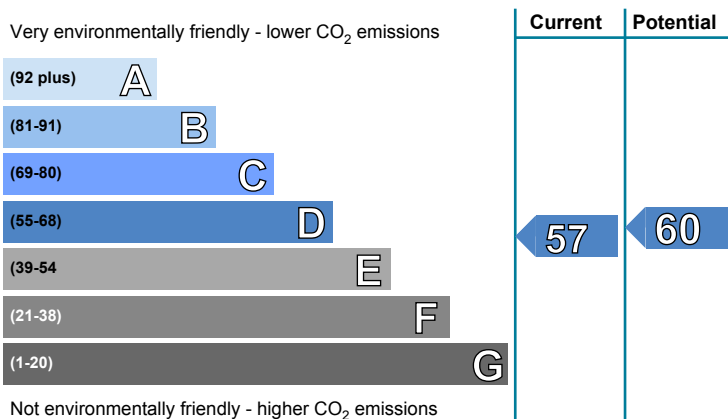 Current Potential
Very environmentally friendly - lower CO2 emissions
(92 plus) A
(81-91) B
(69-80) C
(55-68) D
57 60
(39-54 E
(21-38) F
(1-20) G
Not environmentally friendly - higher CO2 emissions